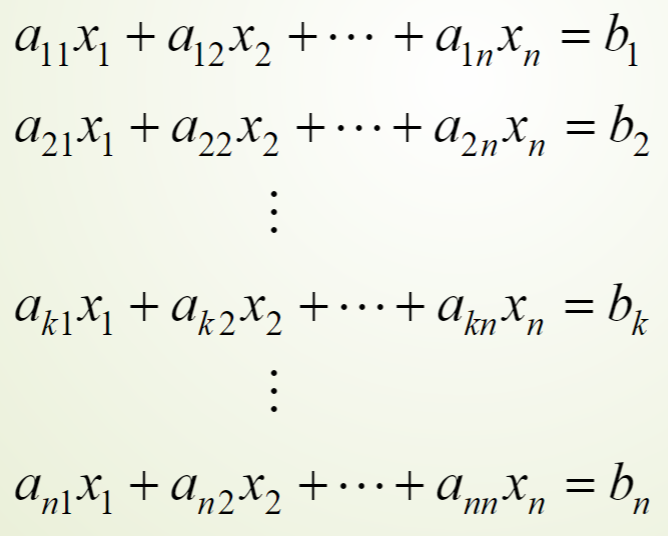 a₁₁x₁ + a₁₂x₂ + ⋯ + a₁ₙxₙ = b₁
a₂₁x₁ + a₂₂x₂ + ⋯ + a₂ₙxₙ = b₂
⋮
aₖ₁x₁ + aₖ₂x₂ + ⋯ + aₖₙxₙ = bₖ
⋮
aₙ₁x₁ + aₙ₂x₂ + ⋯ + aₙₙxₙ = bₙ